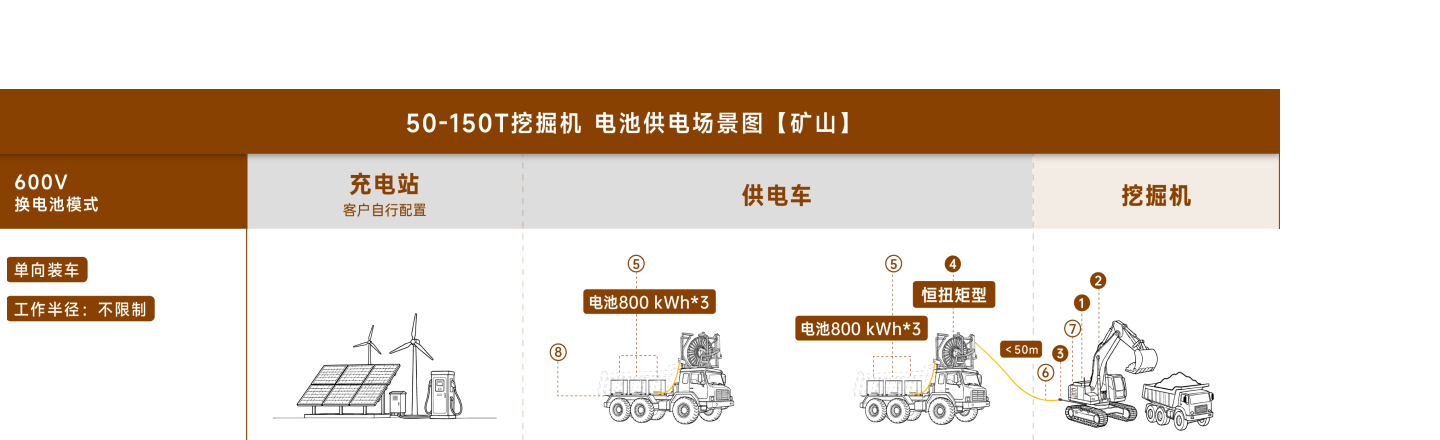 50-150T挖掘机 电池供电场景图【矿山】
600V
换电池模式
充电站
客户自行配置
供电车
挖掘机
单向装车
工作半径：不限制
⑤
电池800 kWh*3
⑧
⑤
电池800 kWh*3
❹
恒扭矩型
<50m
❷
❶
⑦
❸
⑥